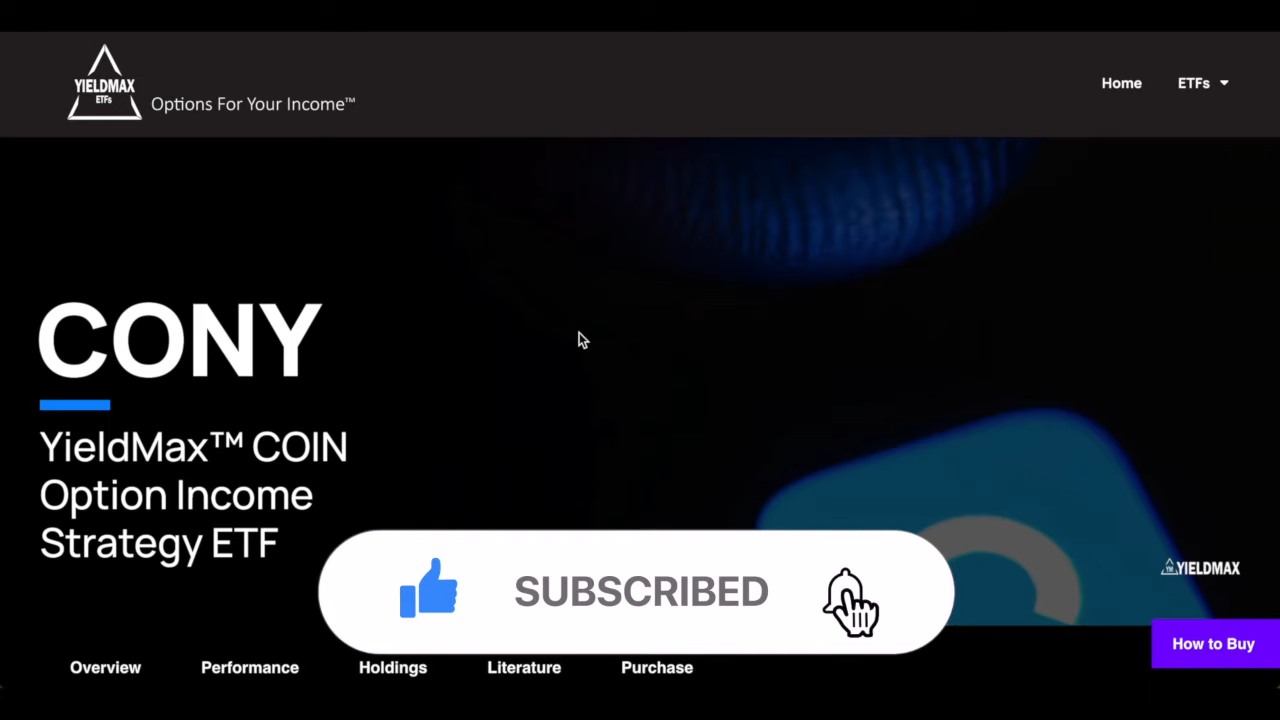 YIELDMAX
ETFs
Options For Your Income™
Home
ETFs
CONY
YieldMax™ COIN
Option Income
Strategy ETF
SUBSCRIBED
YM YIELDMAX
How to Buy
Overview
Performance
Holdings
Literature
Purchase